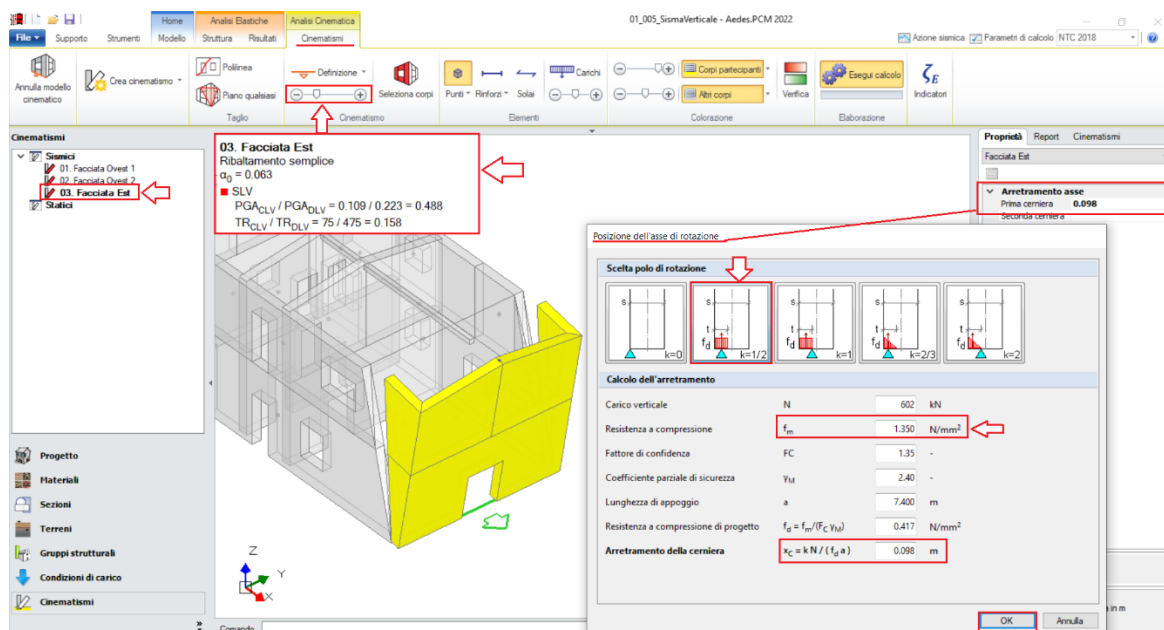 01_005_SismaVerticale - Aedes.PCM 2022
Home
Analisi Elastiche
Analisi Cinematica
File
Supporto
Strumenti
Modello
Struttura
Risultati
Cinematismi
Azione sismica
Parametri di calcolo
NTC 2018
Annulla modello
cinematico
Crea cinematismo
Polilinea
Piano qualsiasi
Taglio
Definizione
Seleziona corpi
Cinematismo
Punti
Rinforzi
Solai
Carichi
Elementi
Corpi partecipanti
Altri corpi
Colorazione
Verifica
Esegui calcolo
Elaborazione
ζE
Indicatori
Cinematismi
Sismici
01. Facciata Ovest 1
02. Facciata Ovest 2
03. Facciata Est
Statici
03. Facciata Est
Ribaltamento semplice
α0 = 0.063
SLV
PGACLV / PGADLV = 0.109 / 0.223 = 0.488
TRCLV / TRDLV = 75 / 475 = 0.158
Proprietà
Report
Cinematismi
Facciata Est
Arretramento asse
Prima cerniera 0.098
Seconda cerniera
Posizione dell'asse di rotazione
Scelta polo di rotazione
s
k=0
s
t
fd
k=1/2
s
t
fd
k=1
s
t
fd
k=2/3
s
t
fd
k=2
Calcolo dell'arretramento
Carico verticale N 602 kN
Resistenza a compressione fm 1.350 N/mm²
Fattore di confidenza FC 1.35 -
Coefficiente parziale di sicurezza γM 2.40 -
Lunghezza di appoggio a 7.400 m
Resistenza a compressione di progetto fd = fm/(FC γM) 0.417 N/mm²
Arretramento della cerniera xC = k N / ( fd a ) 0.098 m
OK
Annulla
Progetto
Materiali
Sezioni
Terreni
Gruppi strutturali
Condizioni di carico
Cinematismi
Z
Y
X
Comando
in m